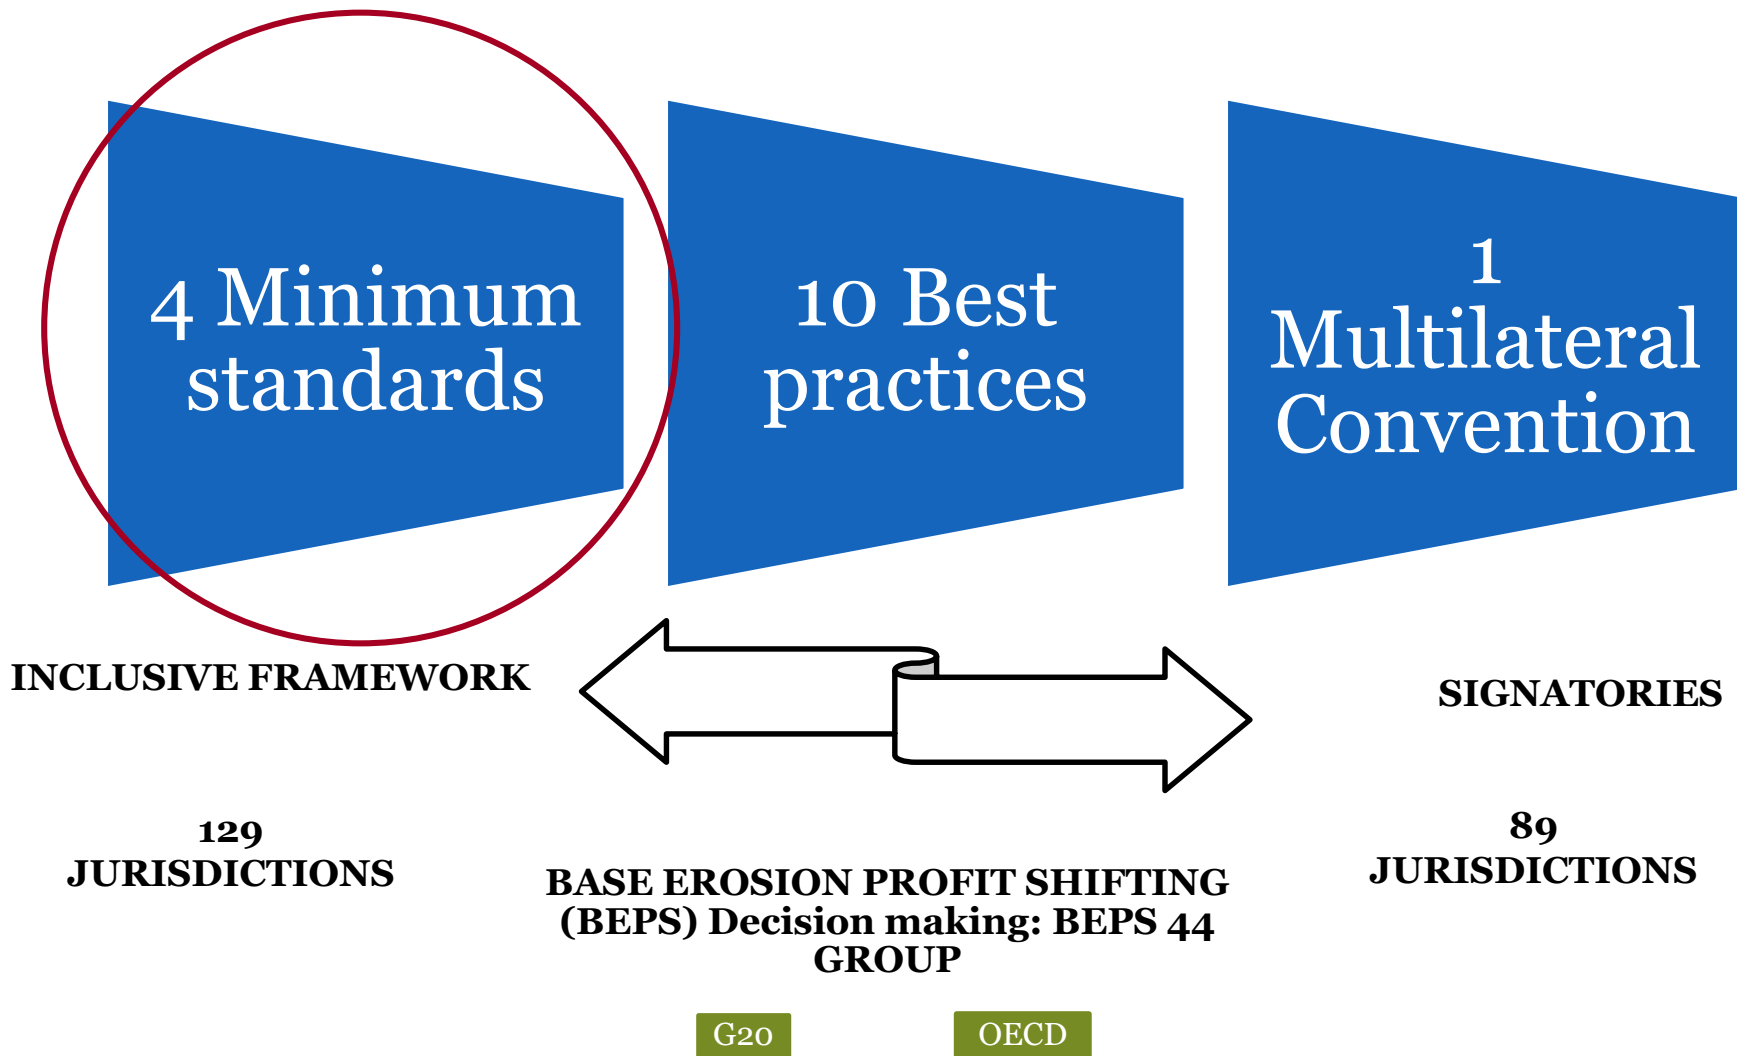 4 Minimum
standards
10 Best
practices
1
Multilateral
Convention
INCLUSIVE FRAMEWORK
SIGNATORIES
129
JURISDICTIONS
89
JURISDICTIONS
BASE EROSION PROFIT SHIFTING
(BEPS) Decision making: BEPS 44
GROUP
G20
OECD